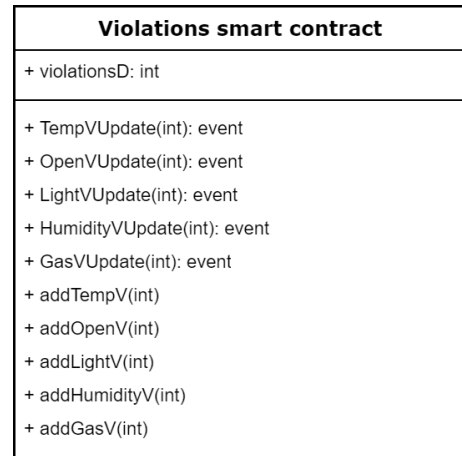 Violations smart contract
+ violationsD: int
+ TempVUpdate(int): event
+ OpenVUpdate(int): event
+ LightVUpdate(int): event
+ HumidityVUpdate(int): event
+ GasVUpdate(int): event
+ addTempV(int)
+ addOpenV(int)
+ addLightV(int)
+ addHumidityV(int)
+ addGasV(int)